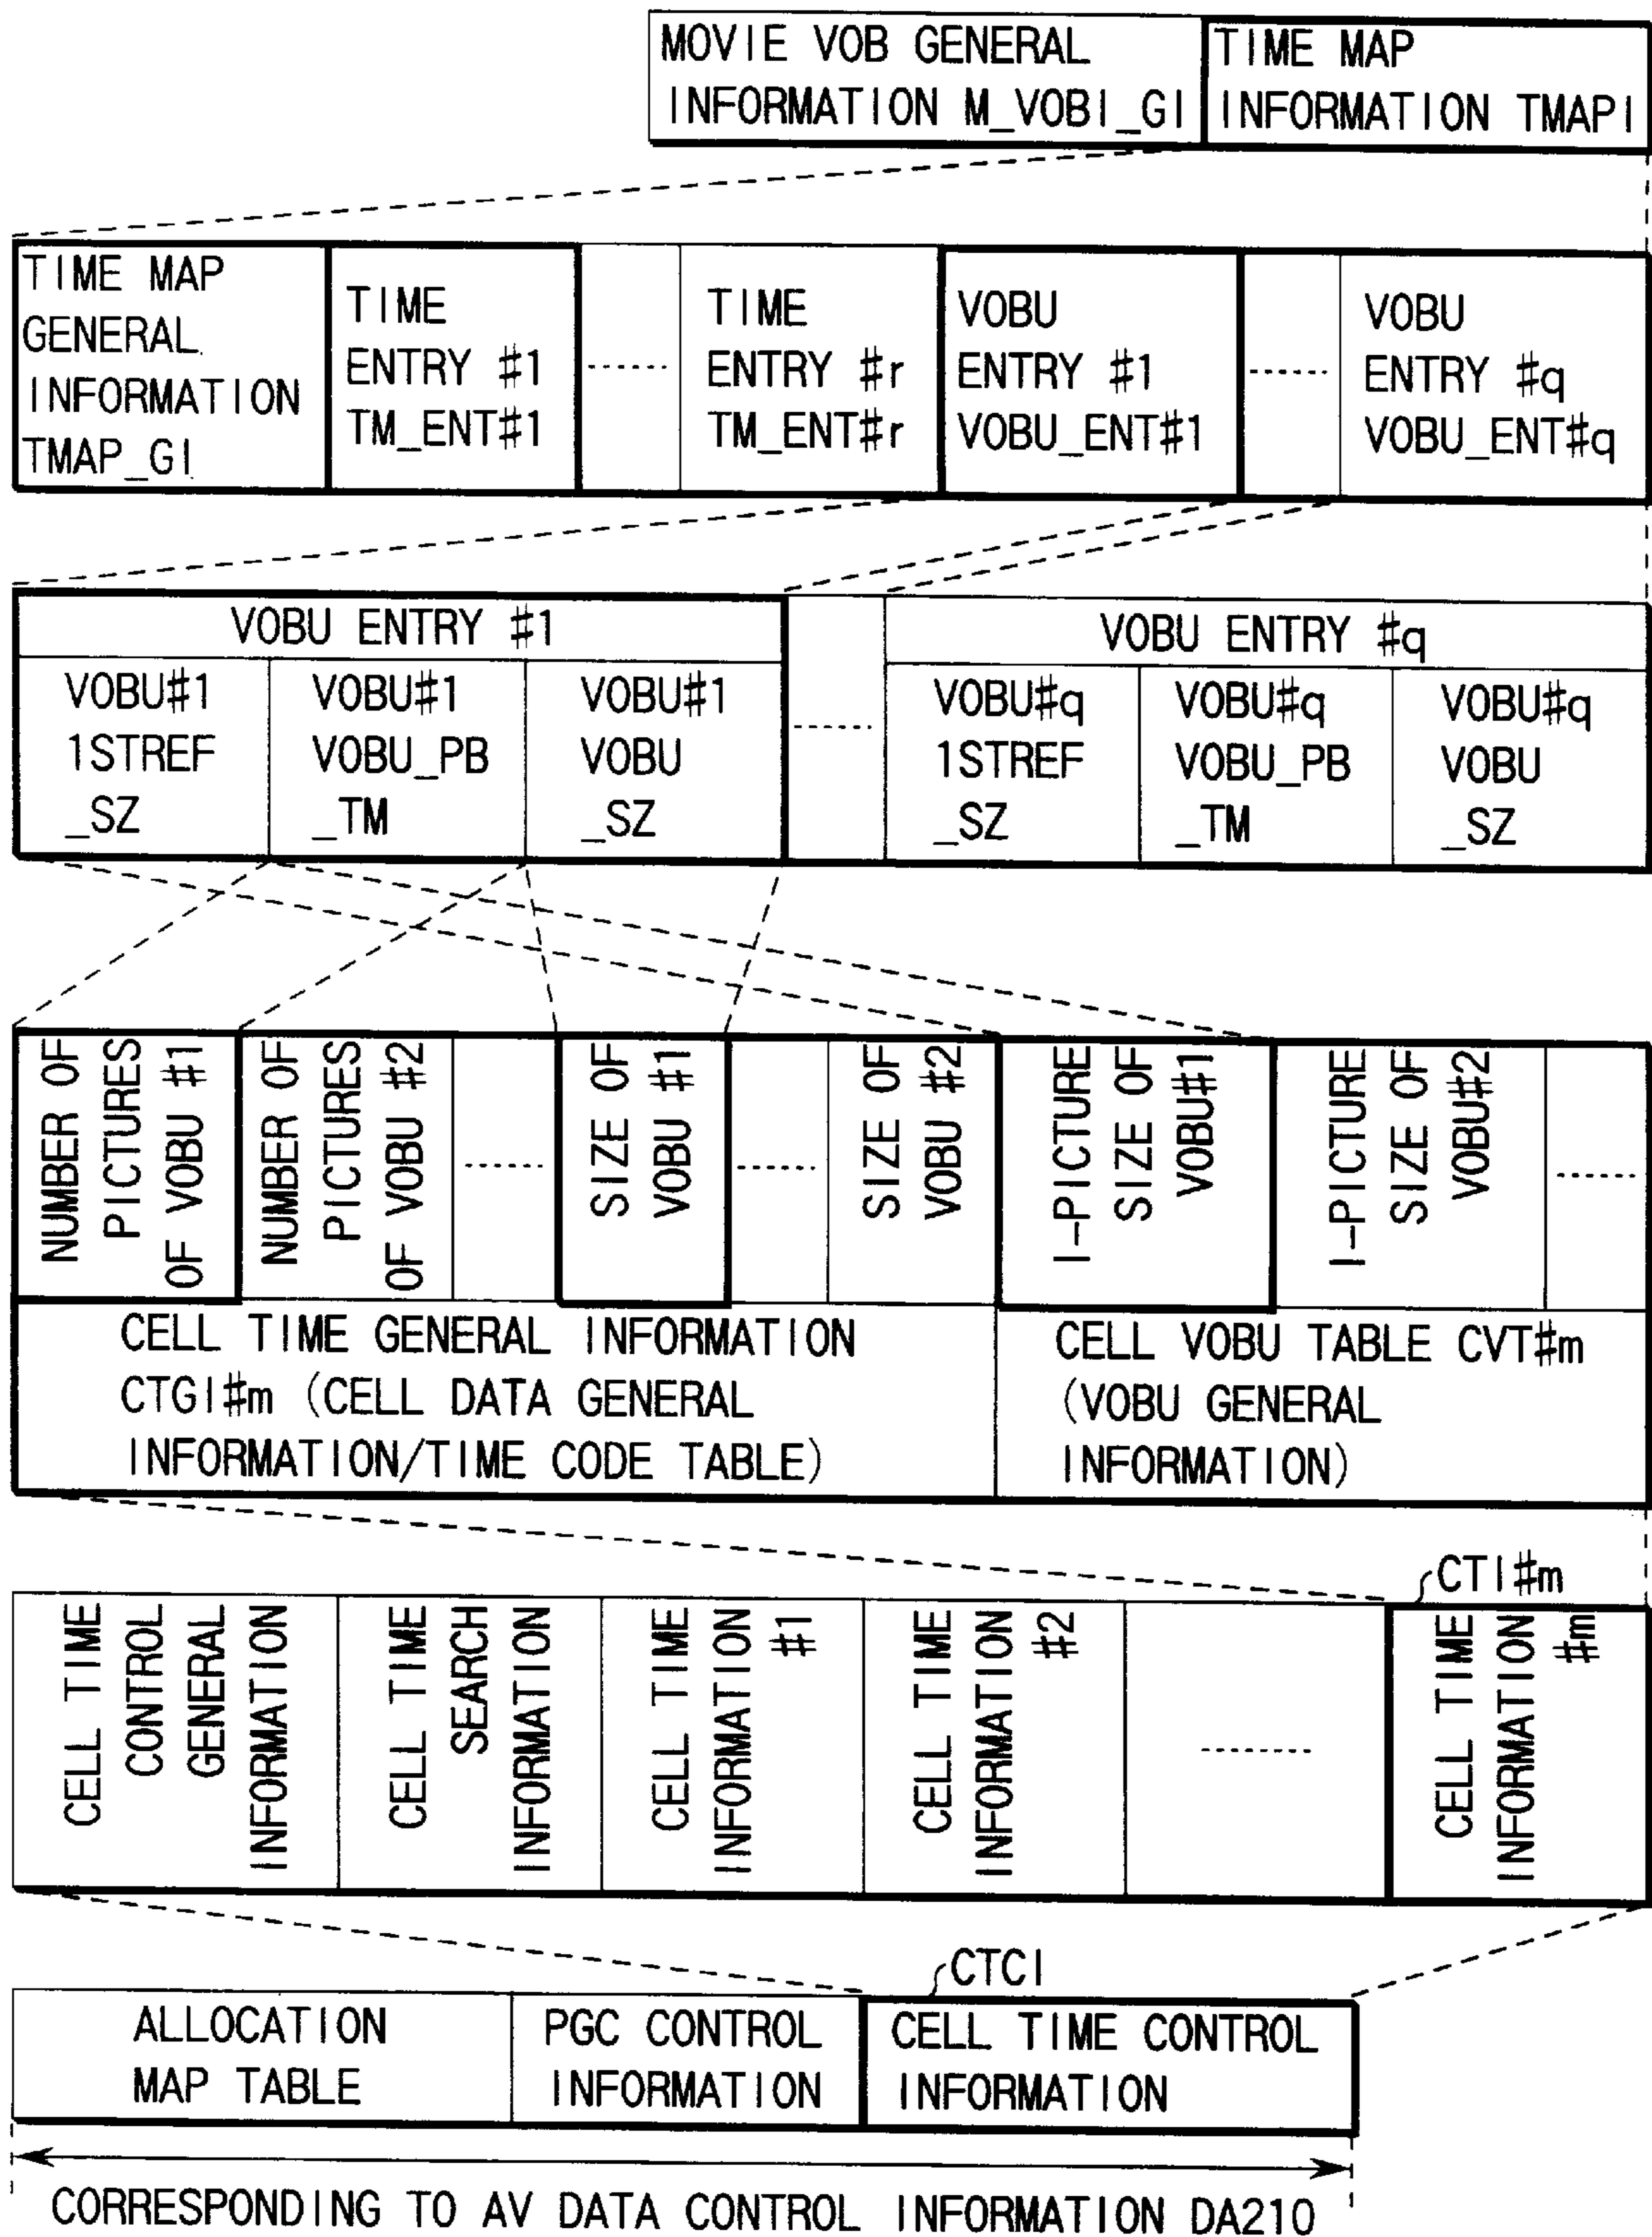 MOVIE VOB GENERAL
INFORMATION M_VOBI_GI
TIME MAP
INFORMATION TMAPI
TIME MAP
GENERAL
INFORMATION
TMAP_GI
TIME
ENTRY #1
TM_ENT#1
TIME
ENTRY #r
TM_ENT#r
VOBU
ENTRY #1
VOBU_ENT#1
VOBU
ENTRY #q
VOBU_ENT#q
VOBU ENTRY #1
VOBU#1
1STREF
_SZ
VOBU#1
VOBU_PB
_TM
VOBU#1
VOBU
_SZ
VOBU ENTRY #q
VOBU#q
1STREF
_SZ
VOBU#q
VOBU_PB
_TM
VOBU#q
VOBU
_SZ
NUMBER OF
PICTURES
OF VOBU #1
NUMBER OF
PICTURES
OF VOBU #2
SIZE OF
VOBU #1
SIZE OF
VOBU #2
I-PICTURE
SIZE OF
VOBU#1
I-PICTURE
SIZE OF
VOBU#2
CELL TIME GENERAL INFORMATION
CTGI#m (CELL DATA GENERAL
INFORMATION/TIME CODE TABLE)
CELL VOBU TABLE CVT#m
(VOBU GENERAL
INFORMATION)
CTI#m
CELL TIME
CONTROL
GENERAL
INFORMATION
CELL TIME
SEARCH
INFORMATION
CELL TIME
INFORMATION
#1
CELL TIME
INFORMATION
#2
CELL TIME
INFORMATION
#m
CTCI
ALLOCATION
MAP TABLE
PGC CONTROL
INFORMATION
CELL TIME CONTROL
INFORMATION
CORRESPONDING TO AV DATA CONTROL INFORMATION DA210